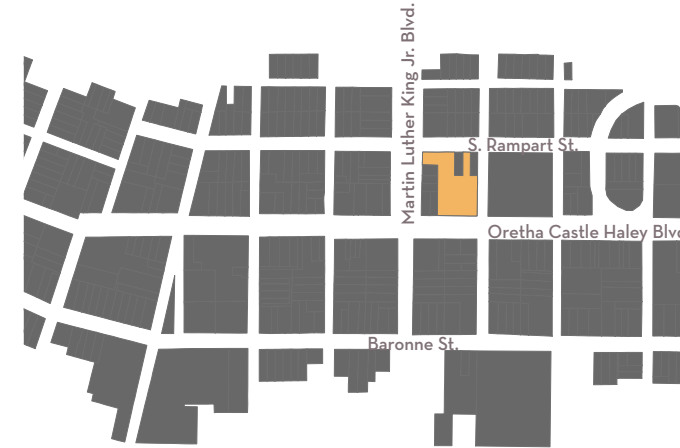 Martin Luther King Jr. Blvd.
S. Rampart St.
Oretha Castle Haley Blvd
Baronne St.